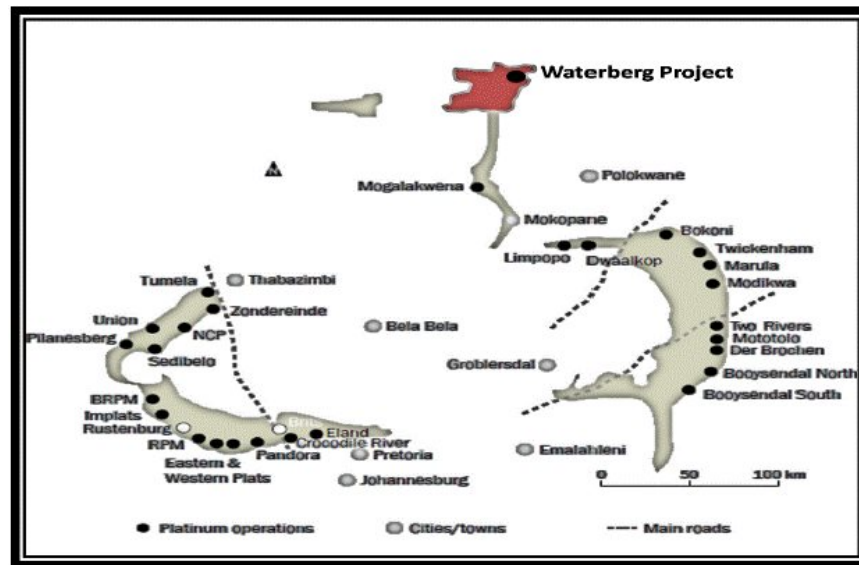 Waterberg Project
N
Mogalakwena
Polokwane
Mokopane
Bokoni
Limpopo
Dwaalkop
Twickenham
Marula
Modikwa
Tumela
Thabazimbi
Zondereinde
Union
NCP
Pilanesberg
Sedibelo
Bela Bela
Two Rivers
Mototolo
Der Brochen
Groblersdal
Booysendal North
Booysendal South
BRPM
Implats
Rustenburg
RPM
Eland
Crocodile River
Pandora
Eastern &
Western Plats
Pretoria
Johannesburg
Emalahleni
0 50 100 km
Platinum operations
Cities/towns
Main roads